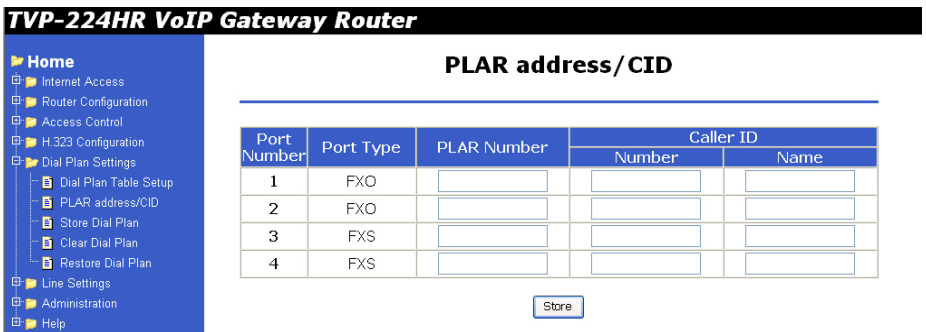 TVP-224HR VoIP Gateway Router
Home
Internet Access
Router Configuration
Access Control
H.323 Configuration
Dial Plan Settings
Dial Plan Table Setup
PLAR address/CID
Store Dial Plan
Clear Dial Plan
Restore Dial Plan
Line Settings
Administration
Help
PLAR address/CID
Port Number Port Type PLAR Number Caller ID
Number Name
1 FXO
2 FXO
3 FXS
4 FXS
Store